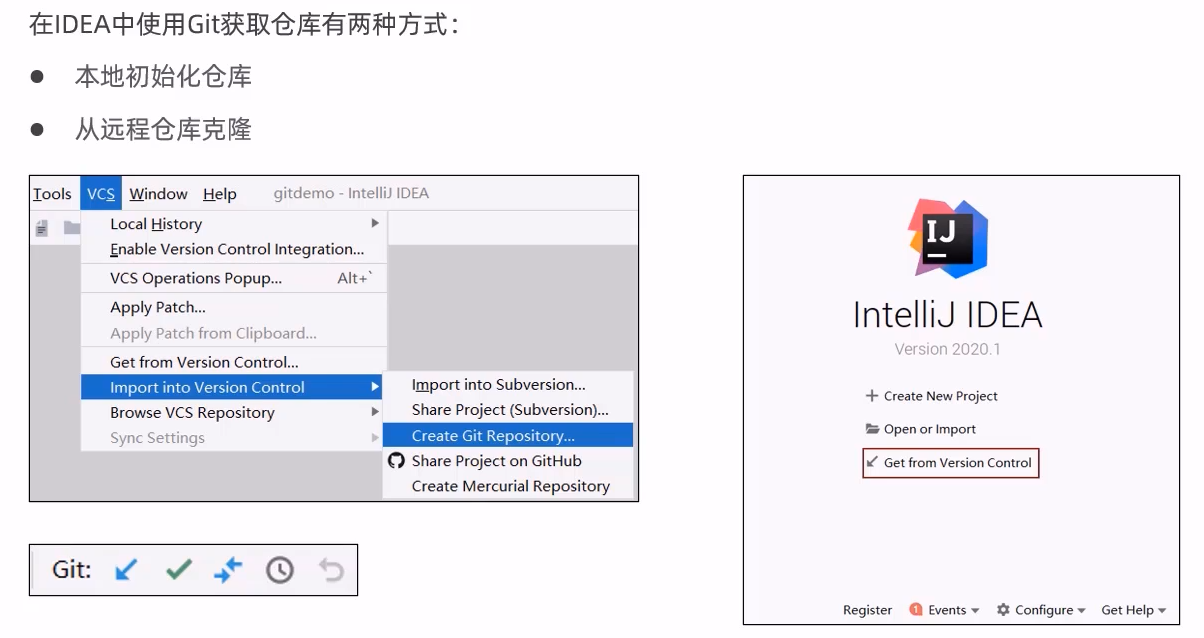 在IDEA中使用Git获取仓库有两种方式：
● 本地初始化仓库
● 从远程仓库克隆
Tools VCS Window Help gitdemo - IntelliJ IDEA
Local History
Enable Version Control Integration...
VCS Operations Popup... Alt+`
Apply Patch...
Apply Patch from Clipboard...
Get from Version Control...
Import into Version Control
Browse VCS Repository
Sync Settings
Import into Subversion...
Share Project (Subversion)...
Create Git Repository...
Share Project on GitHub
Create Mercurial Repository
Git:
IJ
IntelliJ IDEA
Version 2020.1
Create New Project
Open or Import
Get from Version Control
Register 1 Events Configure Get Help